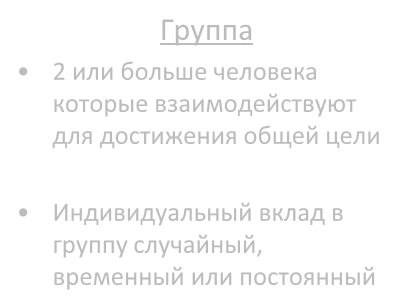 Группа
• 2 или больше человека
которые взаимодействуют
для достижения общей цели
• Индивидуальный вклад в
группу случайный,
временный или постоянный